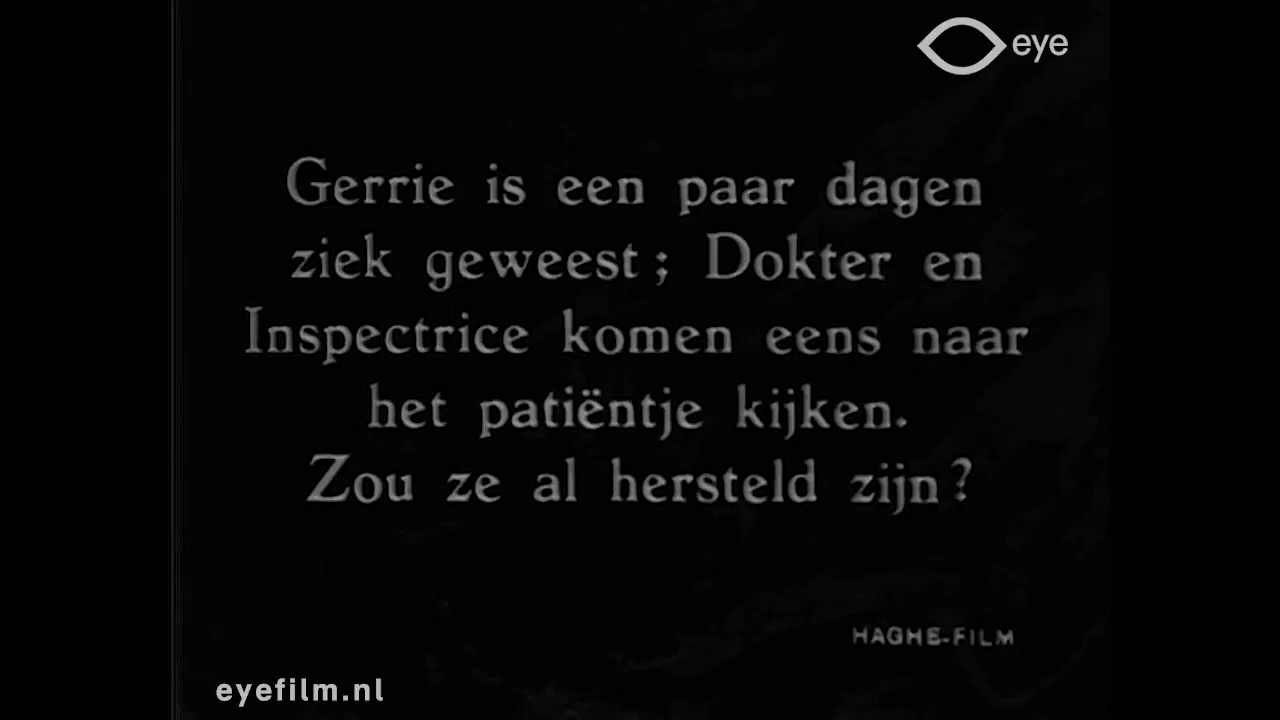 eye
Gerrie is een paar dagen
ziek geweest; Dokter en
Inspectrice komen eens naar
het patiëntje kijken.
Zou ze al hersteld zijn?
HAGHE-FILM
eyefilm.nl